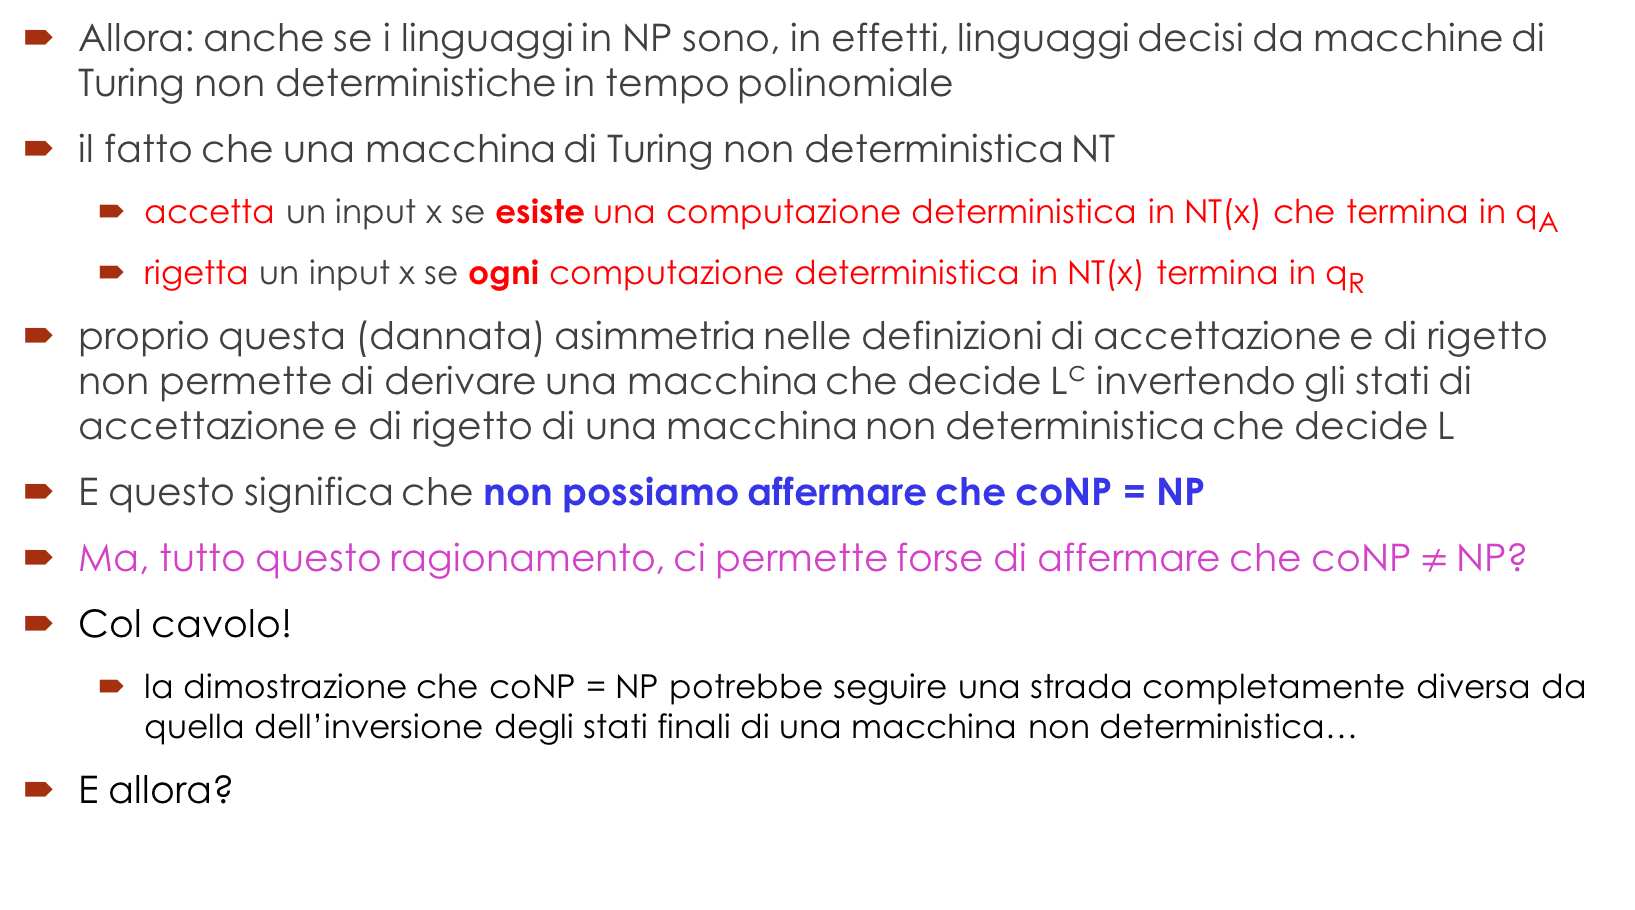 Allora: anche se i linguaggi in NP sono, in effetti, linguaggi decisi da macchine di
Turing non deterministiche in tempo polinomiale
il fatto che una macchina di Turing non deterministica NT
accetta un input x se esiste una computazione deterministica in NT(x) che termina in qA
rigetta un input x se ogni computazione deterministica in NT(x) termina in qR
proprio questa (dannata) asimmetria nelle definizioni di accettazione e di rigetto
non permette di derivare una macchina che decide Lᶜ invertendo gli stati di
accettazione e di rigetto di una macchina non deterministica che decide L
E questo significa che non possiamo affermare che coNP = NP
Ma, tutto questo ragionamento, ci permette forse di affermare che coNP ≠ NP?
Col cavolo!
la dimostrazione che coNP = NP potrebbe seguire una strada completamente diversa da
quella dell’inversione degli stati finali di una macchina non deterministica…
E allora?